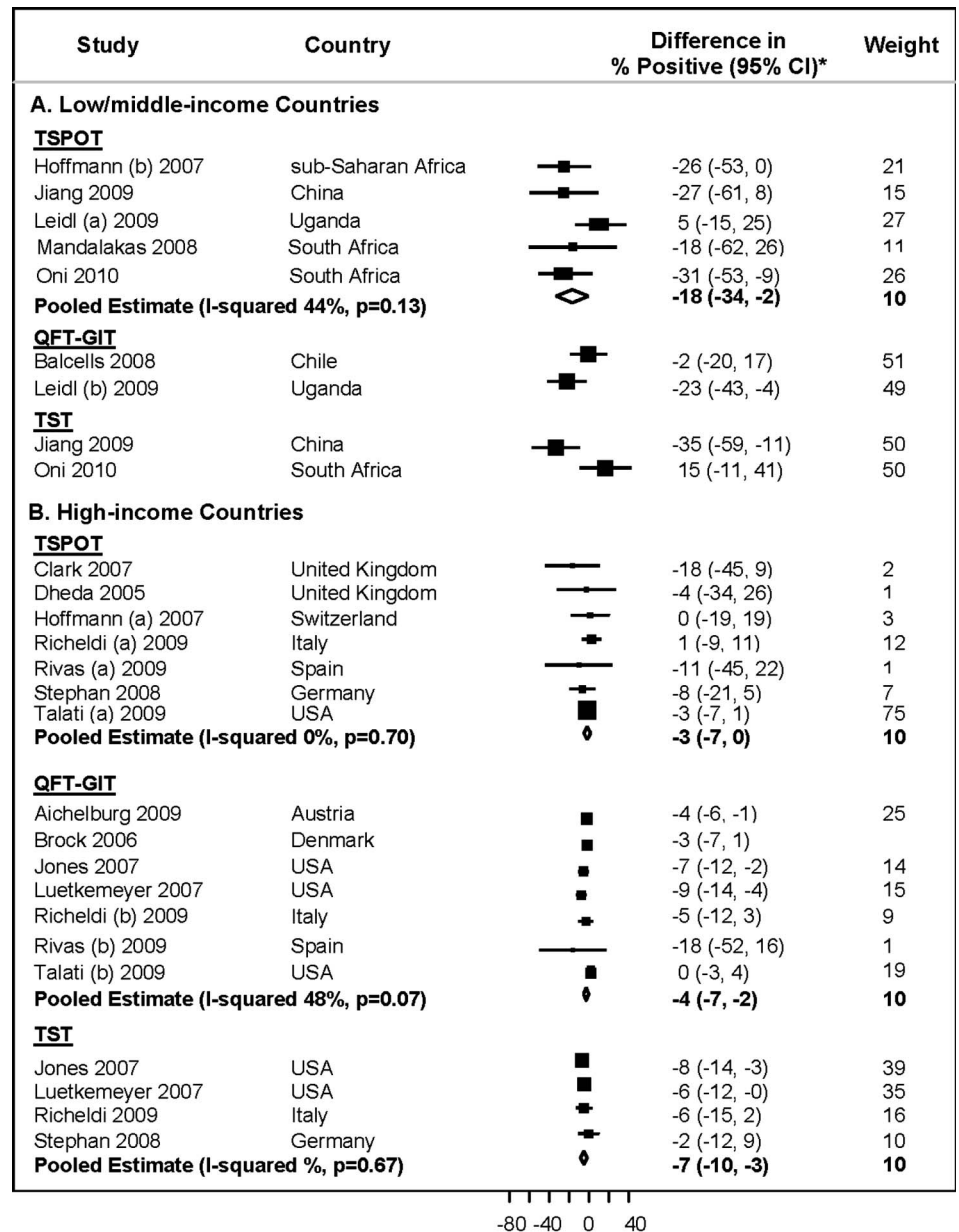 Study Country Difference in Weight
% Positive (95% CI)*
A. Low/middle-income Countries
TSPOT
Hoffmann (b) 2007 sub-Saharan Africa -26 (-53, 0) 21
Jiang 2009 China -27 (-61, 8) 15
Leidl (a) 2009 Uganda 5 (-15, 25) 27
Mandalakas 2008 South Africa -18 (-62, 26) 11
Oni 2010 South Africa -31 (-53, -9) 26
Pooled Estimate (I-squared 44%, p=0.13) -18 (-34, -2) 10
QFT-GIT
Balcells 2008 Chile -2 (-20, 17) 51
Leidl (b) 2009 Uganda -23 (-43, -4) 49
TST
Jiang 2009 China -35 (-59, -11) 50
Oni 2010 South Africa 15 (-11, 41) 50
B. High-income Countries
TSPOT
Clark 2007 United Kingdom -18 (-45, 9) 2
Dheda 2005 United Kingdom -4 (-34, 26) 1
Hoffmann (a) 2007 Switzerland 0 (-19, 19) 3
Richeldi (a) 2009 Italy 1 (-9, 11) 12
Rivas (a) 2009 Spain -11 (-45, 22) 1
Stephan 2008 Germany -8 (-21, 5) 7
Talati (a) 2009 USA -3 (-7, 1) 75
Pooled Estimate (I-squared 0%, p=0.70) -3 (-7, 0) 10
QFT-GIT
Aichelburg 2009 Austria -4 (-6, -1) 25
Brock 2006 Denmark -3 (-7, 1)
Jones 2007 USA -7 (-12, -2) 14
Luetkemeyer 2007 USA -9 (-14, -4) 15
Richeldi (b) 2009 Italy -5 (-12, 3) 9
Rivas (b) 2009 Spain -18 (-52, 16) 1
Talati (b) 2009 USA 0 (-3, 4) 19
Pooled Estimate (I-squared 48%, p=0.07) -4 (-7, -2) 10
TST
Jones 2007 USA -8 (-14, -3) 39
Luetkemeyer 2007 USA -6 (-12, -0) 35
Richeldi 2009 Italy -6 (-15, 2) 16
Stephan 2008 Germany -2 (-12, 9) 10
Pooled Estimate (I-squared %, p=0.67) -7 (-10, -3) 10
-80 -40 0 40